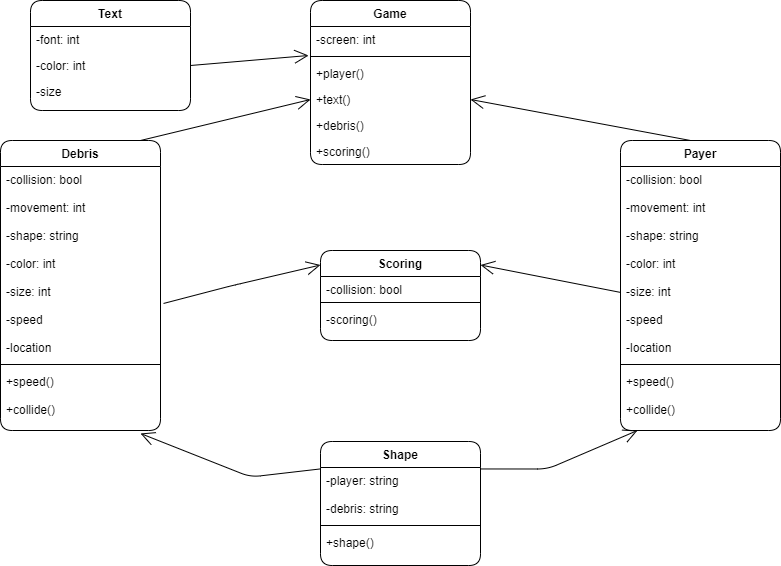 Text
-font: int
-color: int
-size
Game
-screen: int
+player()
+text()
+debris()
+scoring()
Debris
-collision: bool
-movement: int
-shape: string
-color: int
-size: int
-speed
-location
+speed()
+collide()
Scoring
-collision: bool
-scoring()
Payer
-collision: bool
-movement: int
-shape: string
-color: int
-size: int
-speed
-location
+speed()
+collide()
Shape
-player: string
-debris: string
+shape()